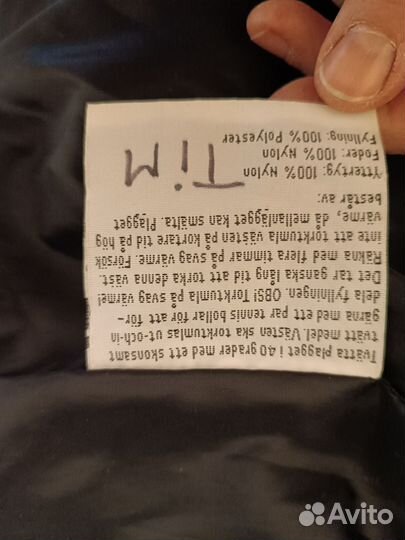 Tvätta plagget i 40 grader med ett skonsamt
tvätt medel. Västen ska torktumlas ut-och-in
gärna med ett par tennis bollar för att för-
dela fyllningen. OBS! Torktumla på svag värme!
Det tar ganska lång tid att torka denna väst.
Räkna med flera timmar på svag värme. Försök
inte att torktumla västen på kortare tid på hög
värme, då mellanlägget kan smälta. Plagget
består av:
Yttertyg: 100% Nylon
Foder: 100% Nylon
Fyllning: 100% Polyester
TiM
Avito